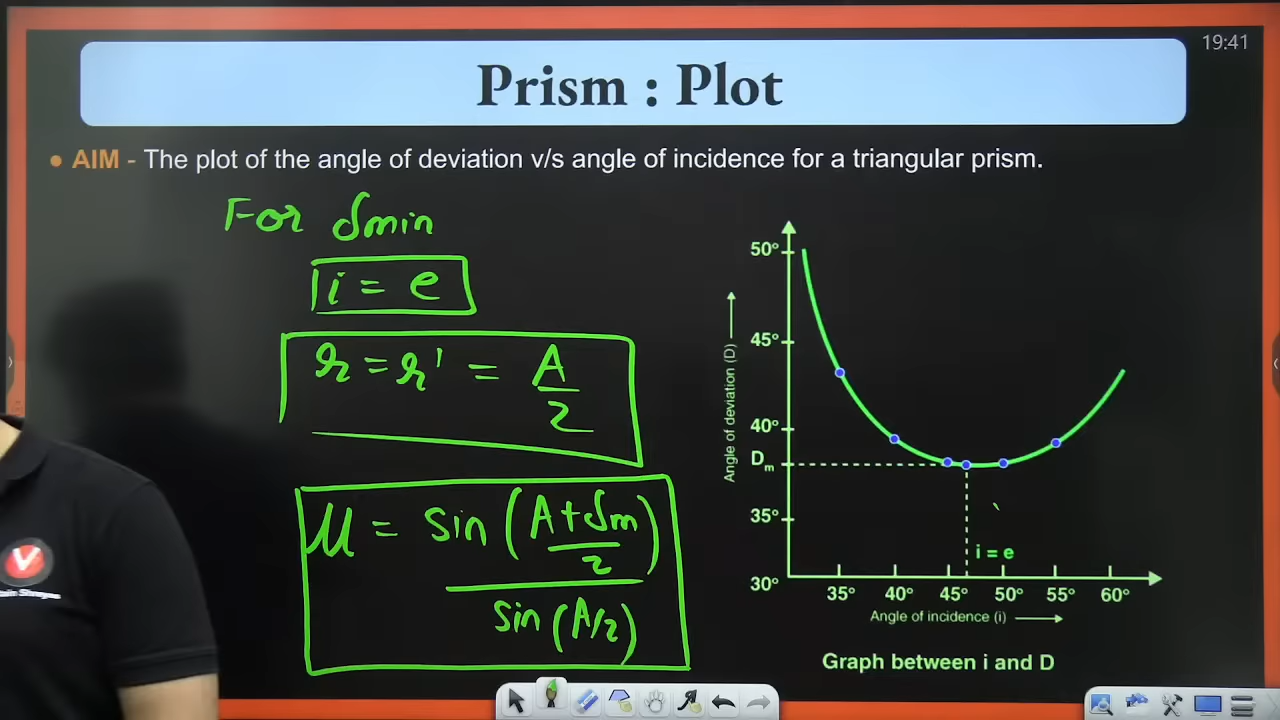 19:41
Prism : Plot
• AIM - The plot of the angle of deviation v/s angle of incidence for a triangular prism.
For δmin
i = e
r = r' = A/2
μ = sin (A+δm/2)
sin (A/2)
50°
45°
40°
Dm
35°
30°
Angle of deviation (D)
i = e
35° 40° 45° 50° 55° 60°
Angle of incidence (i)
Graph between i and D
V